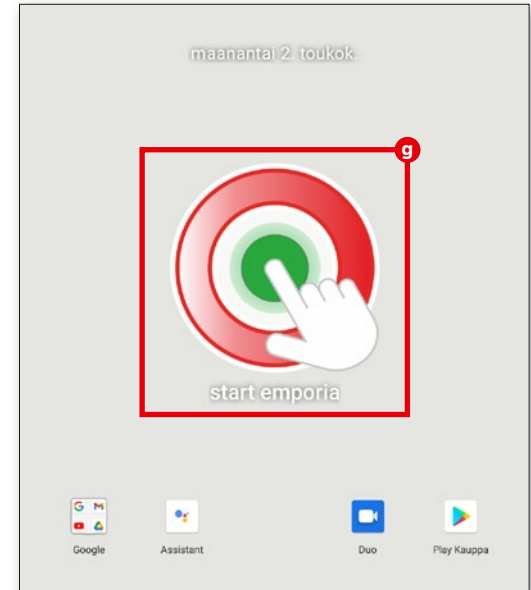 maanantai 2. toukok.
g
start emporia
Google
Assistant
Duo
Play Kauppa